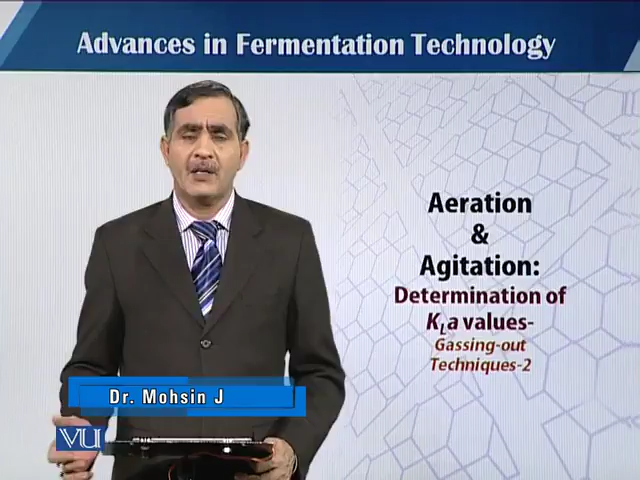 Advances in Fermentation Technology
Aeration
&
Agitation:
Determination of
KLa values-
Gassing-out
Techniques-2
Dr. Mohsin J
VU